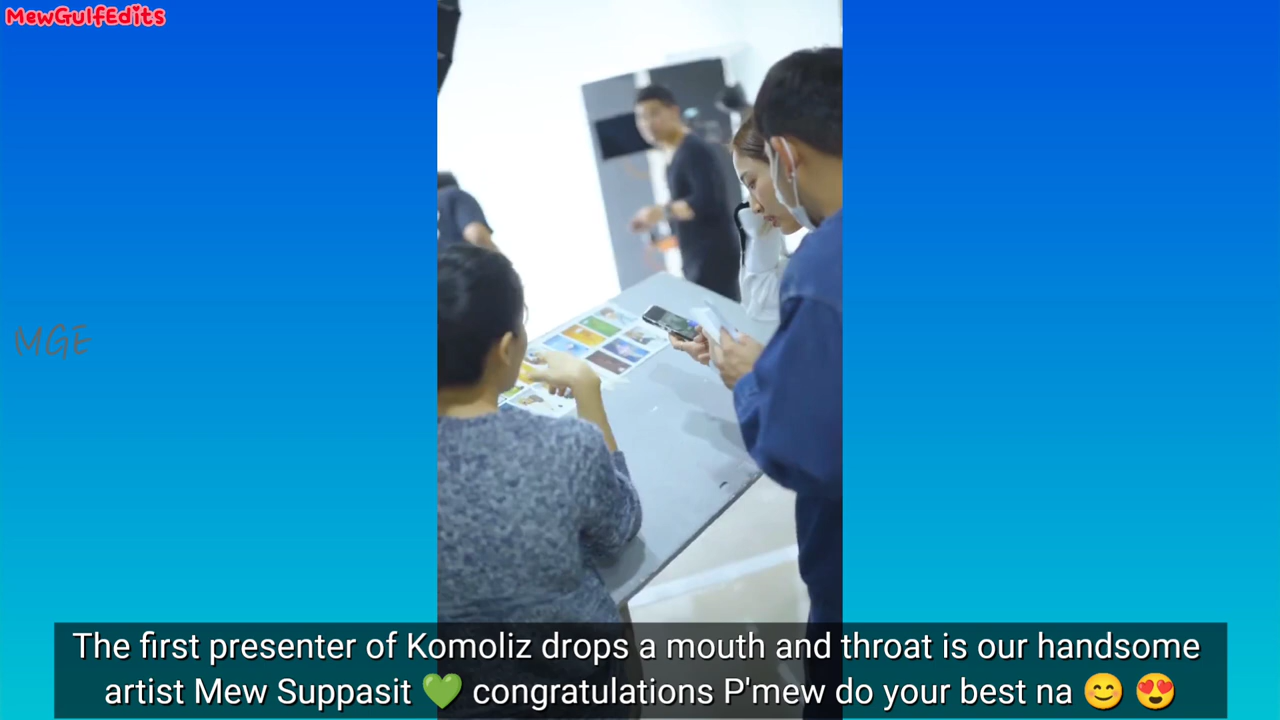 MewGulfEdits
MGE
The first presenter of Komoliz drops a mouth and throat is our handsome
artist Mew Suppasit 💚 congratulations P'mew do your best na 😊 😍